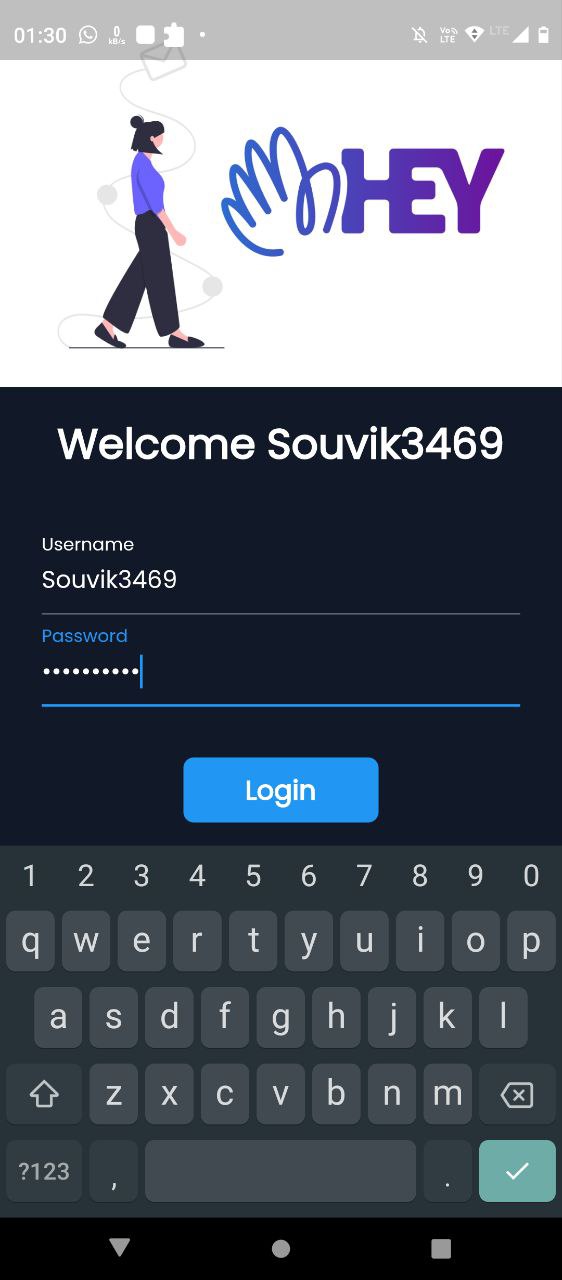 01:30 0 kB/s Vo)) LTE LTE
HEY
Welcome Souvik3469
Username
Souvik3469
Password
••••••••••
Login
1 2 3 4 5 6 7 8 9 0
q w e r t y u i o p
a s d f g h j k l
z x c v b n m
?123 , .